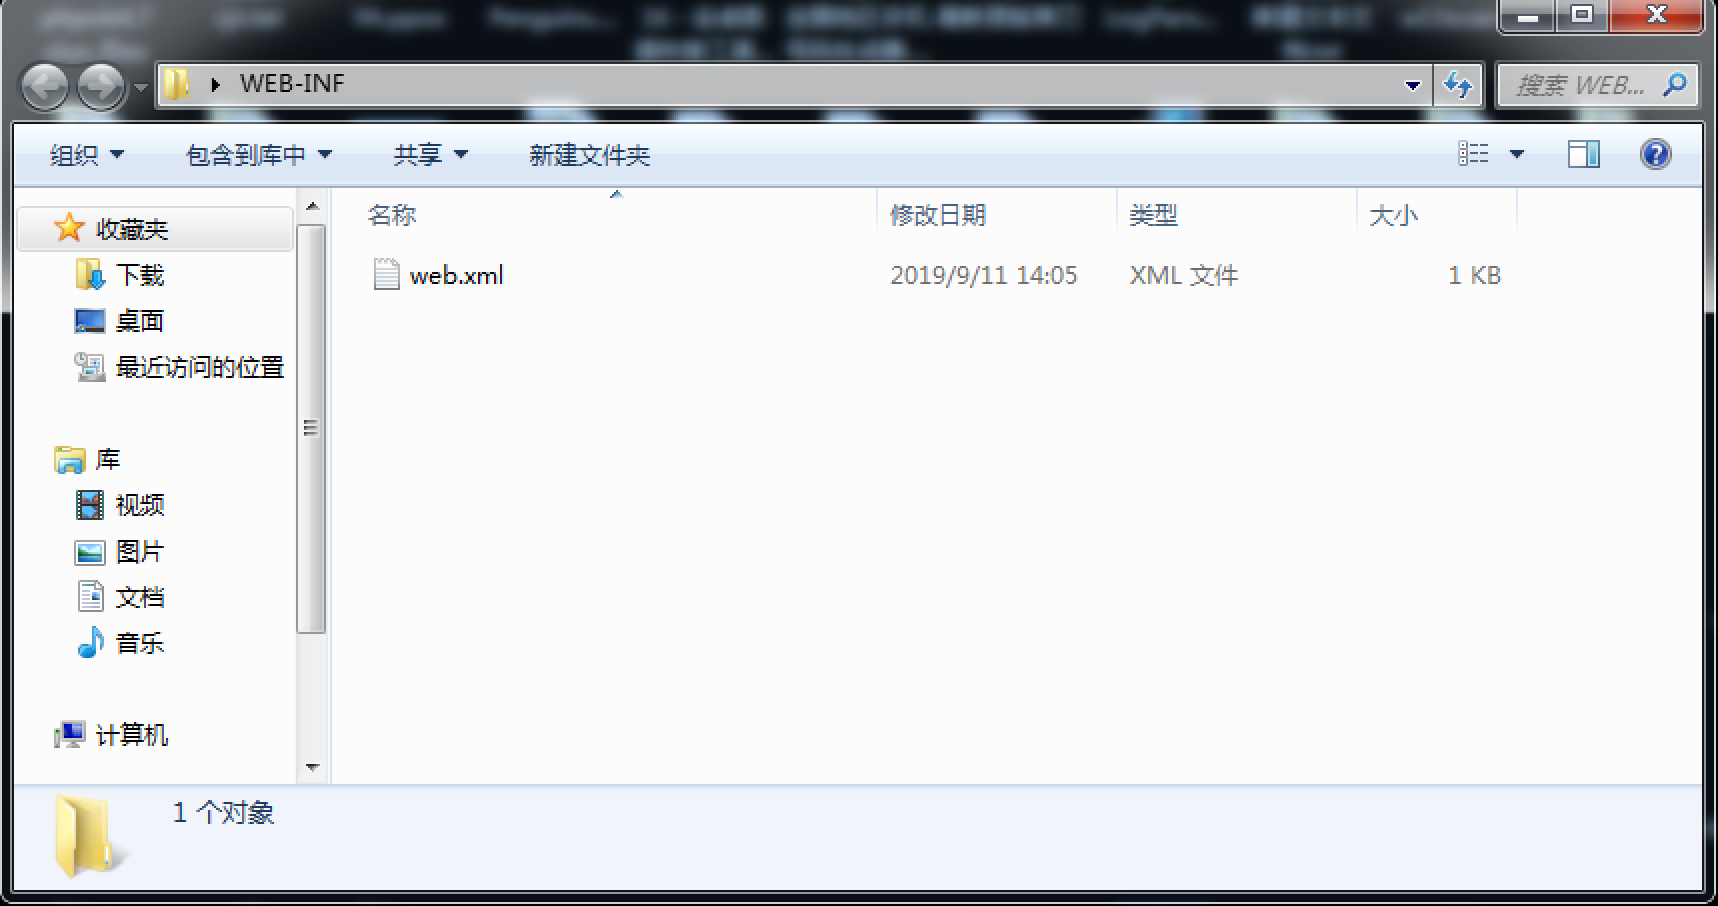 WEB-INF
搜索 WEB...
组织
包含到库中
共享
新建文件夹
收藏夹
下载
桌面
最近访问的位置
库
视频
图片
文档
音乐
计算机
名称 修改日期 类型 大小
web.xml 2019/9/11 14:05 XML 文件 1 KB
1 个对象